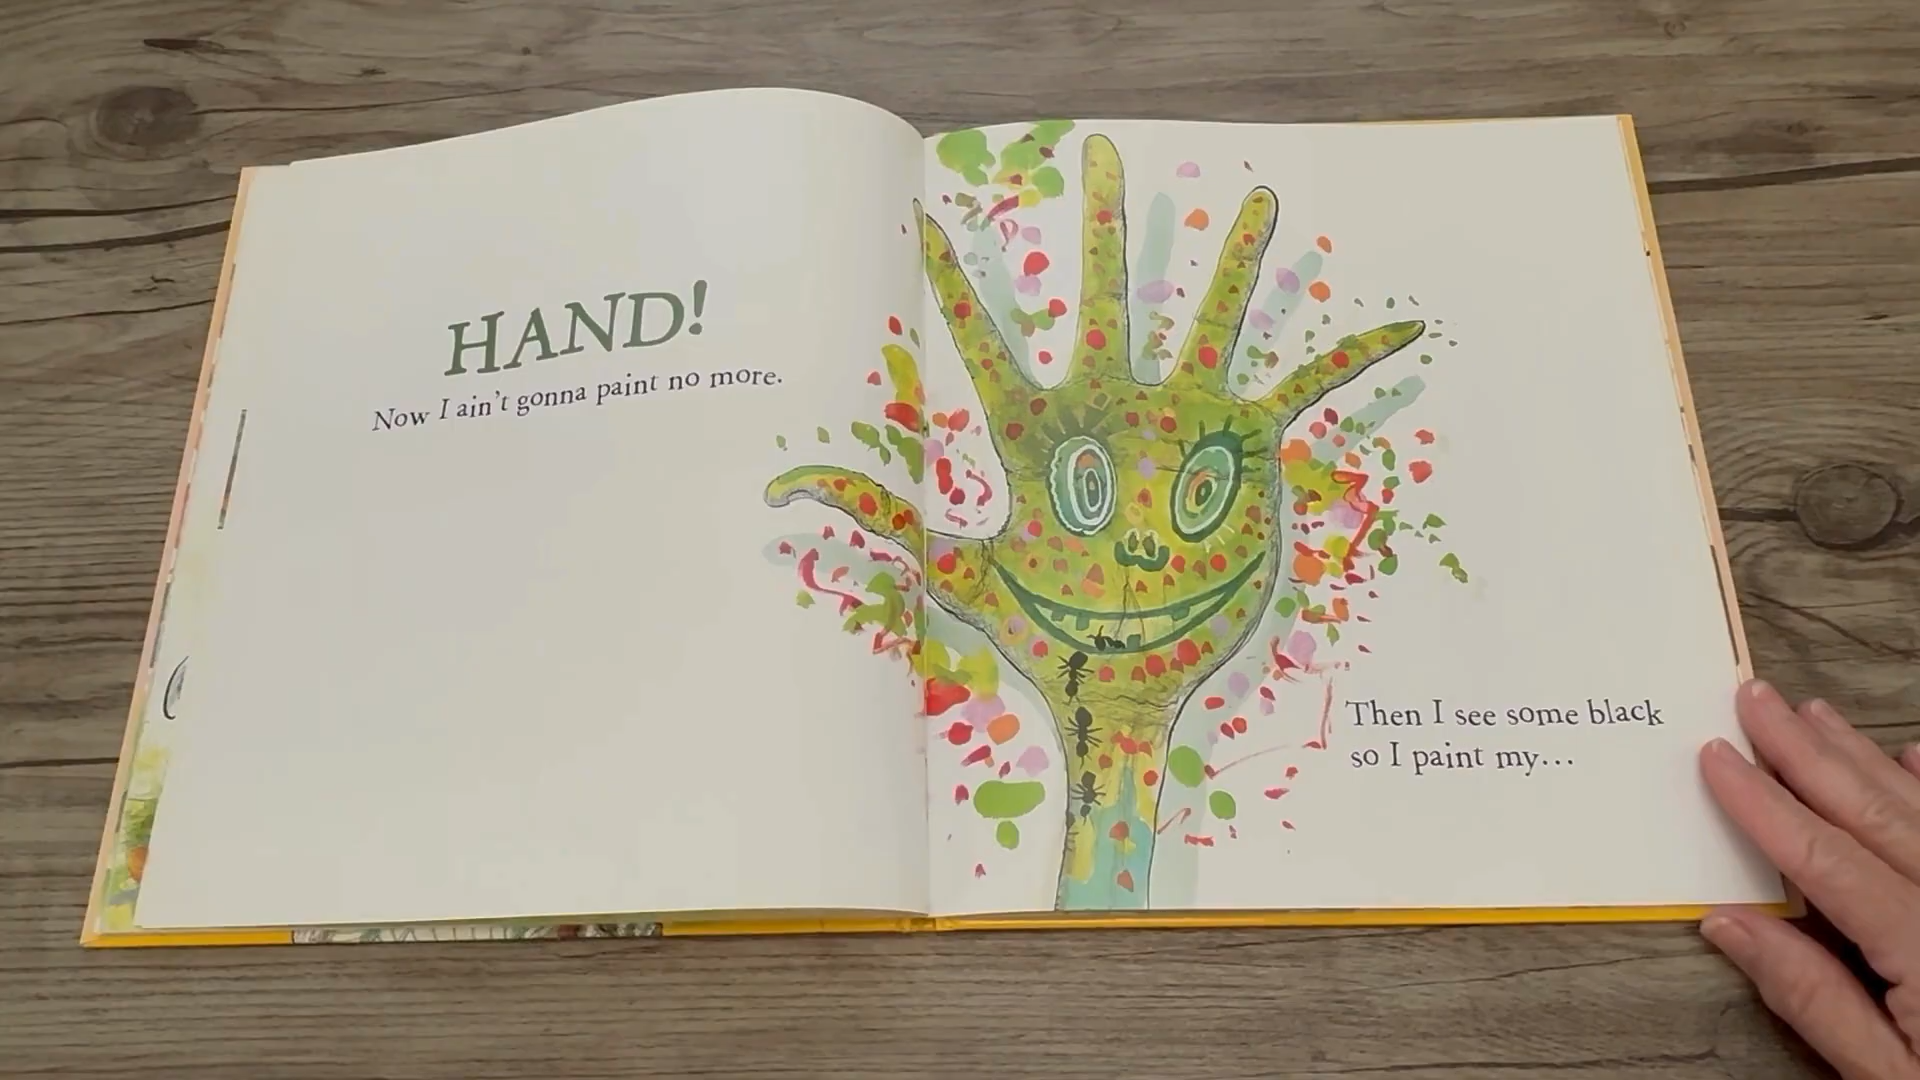 HAND!
Now I ain't gonna paint no more.
Then I see some black
so I paint my...